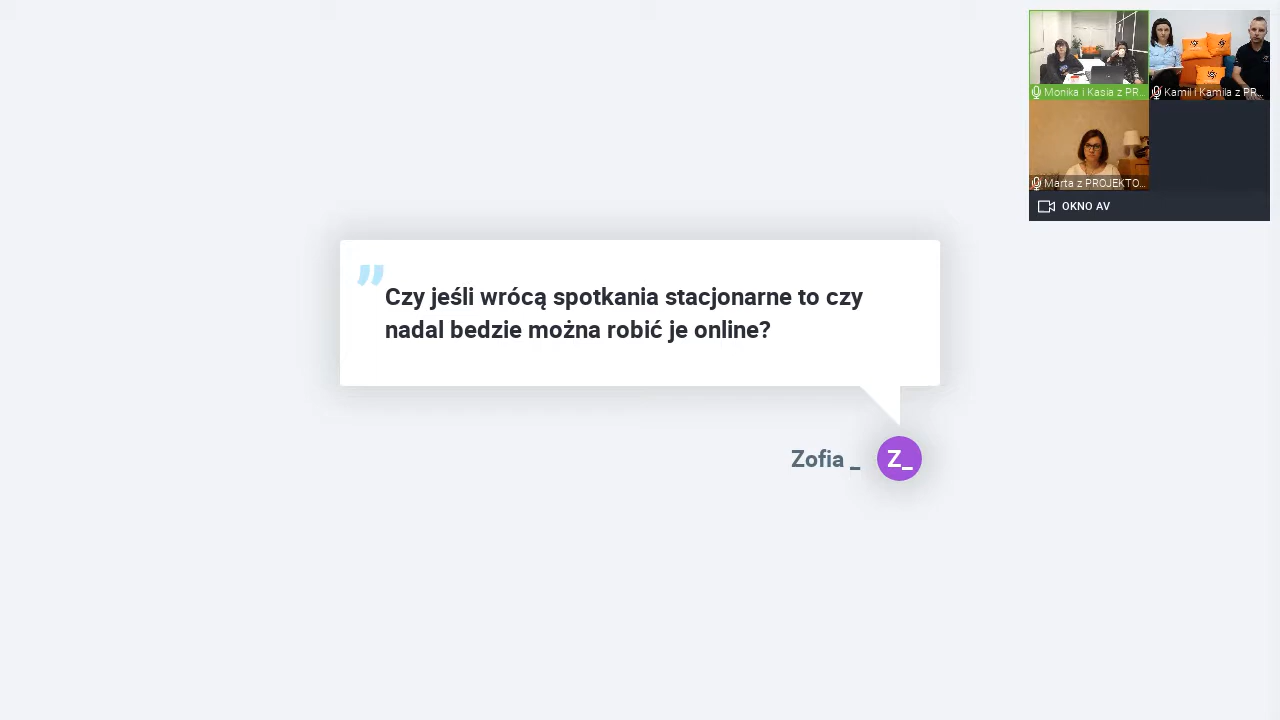 Monika i Kasia z PR...
Kamil i Kamila z PR...
Marta z PROJEKTO...
OKNO AV
”
Czy jeśli wrócą spotkania stacjonarne to czy
nadal bedzie można robić je online?
Zofia _
Z_